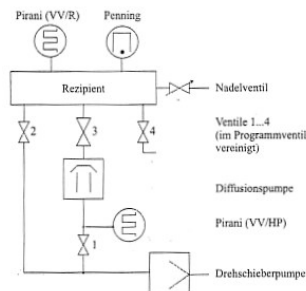 Pirani (VV/R) Penning
Rezipient
Nadelventil
2 3 4
Ventile 1...4
(im Programmventil
vereinigt)
Diffusionspumpe
Pirani (VV/HP)
1
Drehschieberpumpe